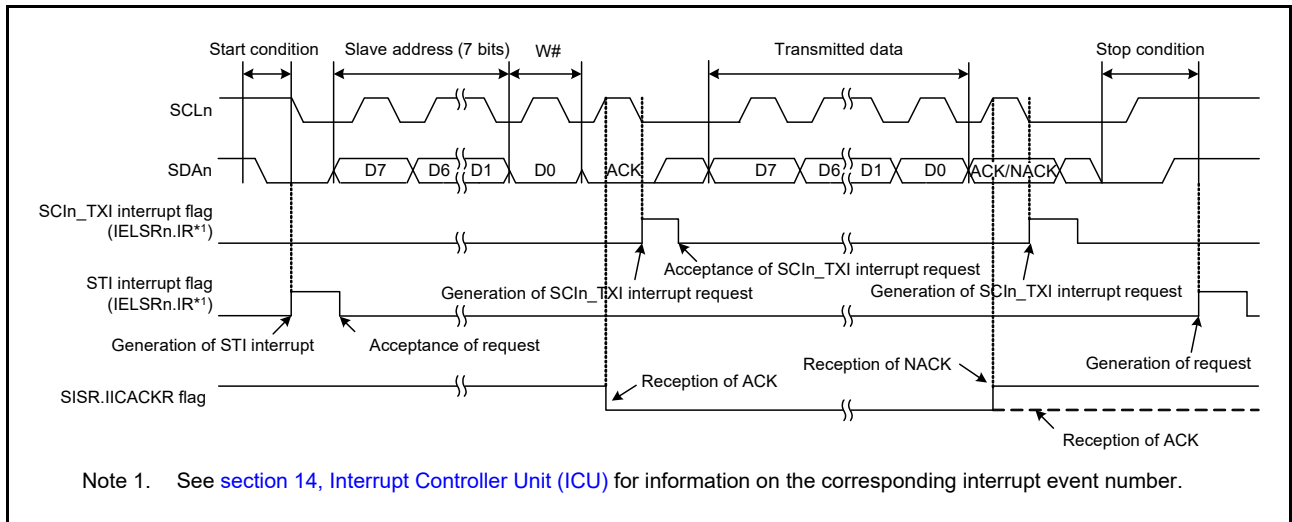 Start condition
Slave address (7 bits)
W#
Transmitted data
Stop condition
SCLn
SDAn
D7
D6
D1
D0
ACK
D7
D6
D1
D0
ACK/NACK
SCIn_TXI interrupt flag
(IELSRn.IR*1)
Acceptance of SCIn_TXI interrupt request
STI interrupt flag
(IELSRn.IR*1)
Generation of SCIn_TXI interrupt request
Generation of SCIn_TXI interrupt request
Generation of STI interrupt
Acceptance of request
Generation of request
SISR.IICACKR flag
Reception of ACK
Reception of NACK
Reception of ACK
Note 1. See section 14, Interrupt Controller Unit (ICU) for information on the corresponding interrupt event number.